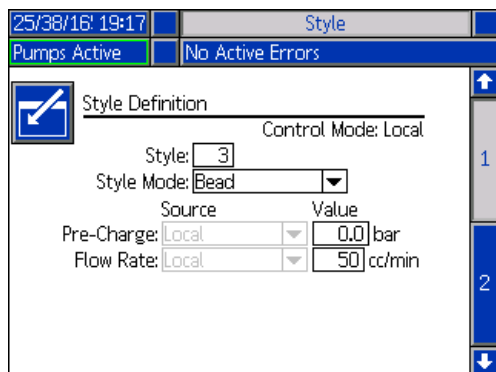 25/38/16! 19:17 Style
Pumps Active No Active Errors
Style Definition
Control Mode: Local
1
Style: 3
Style Mode: Bead
Source Value
Pre-Charge: Local 0.0 bar
Flow Rate: Local 50 cc/min
2